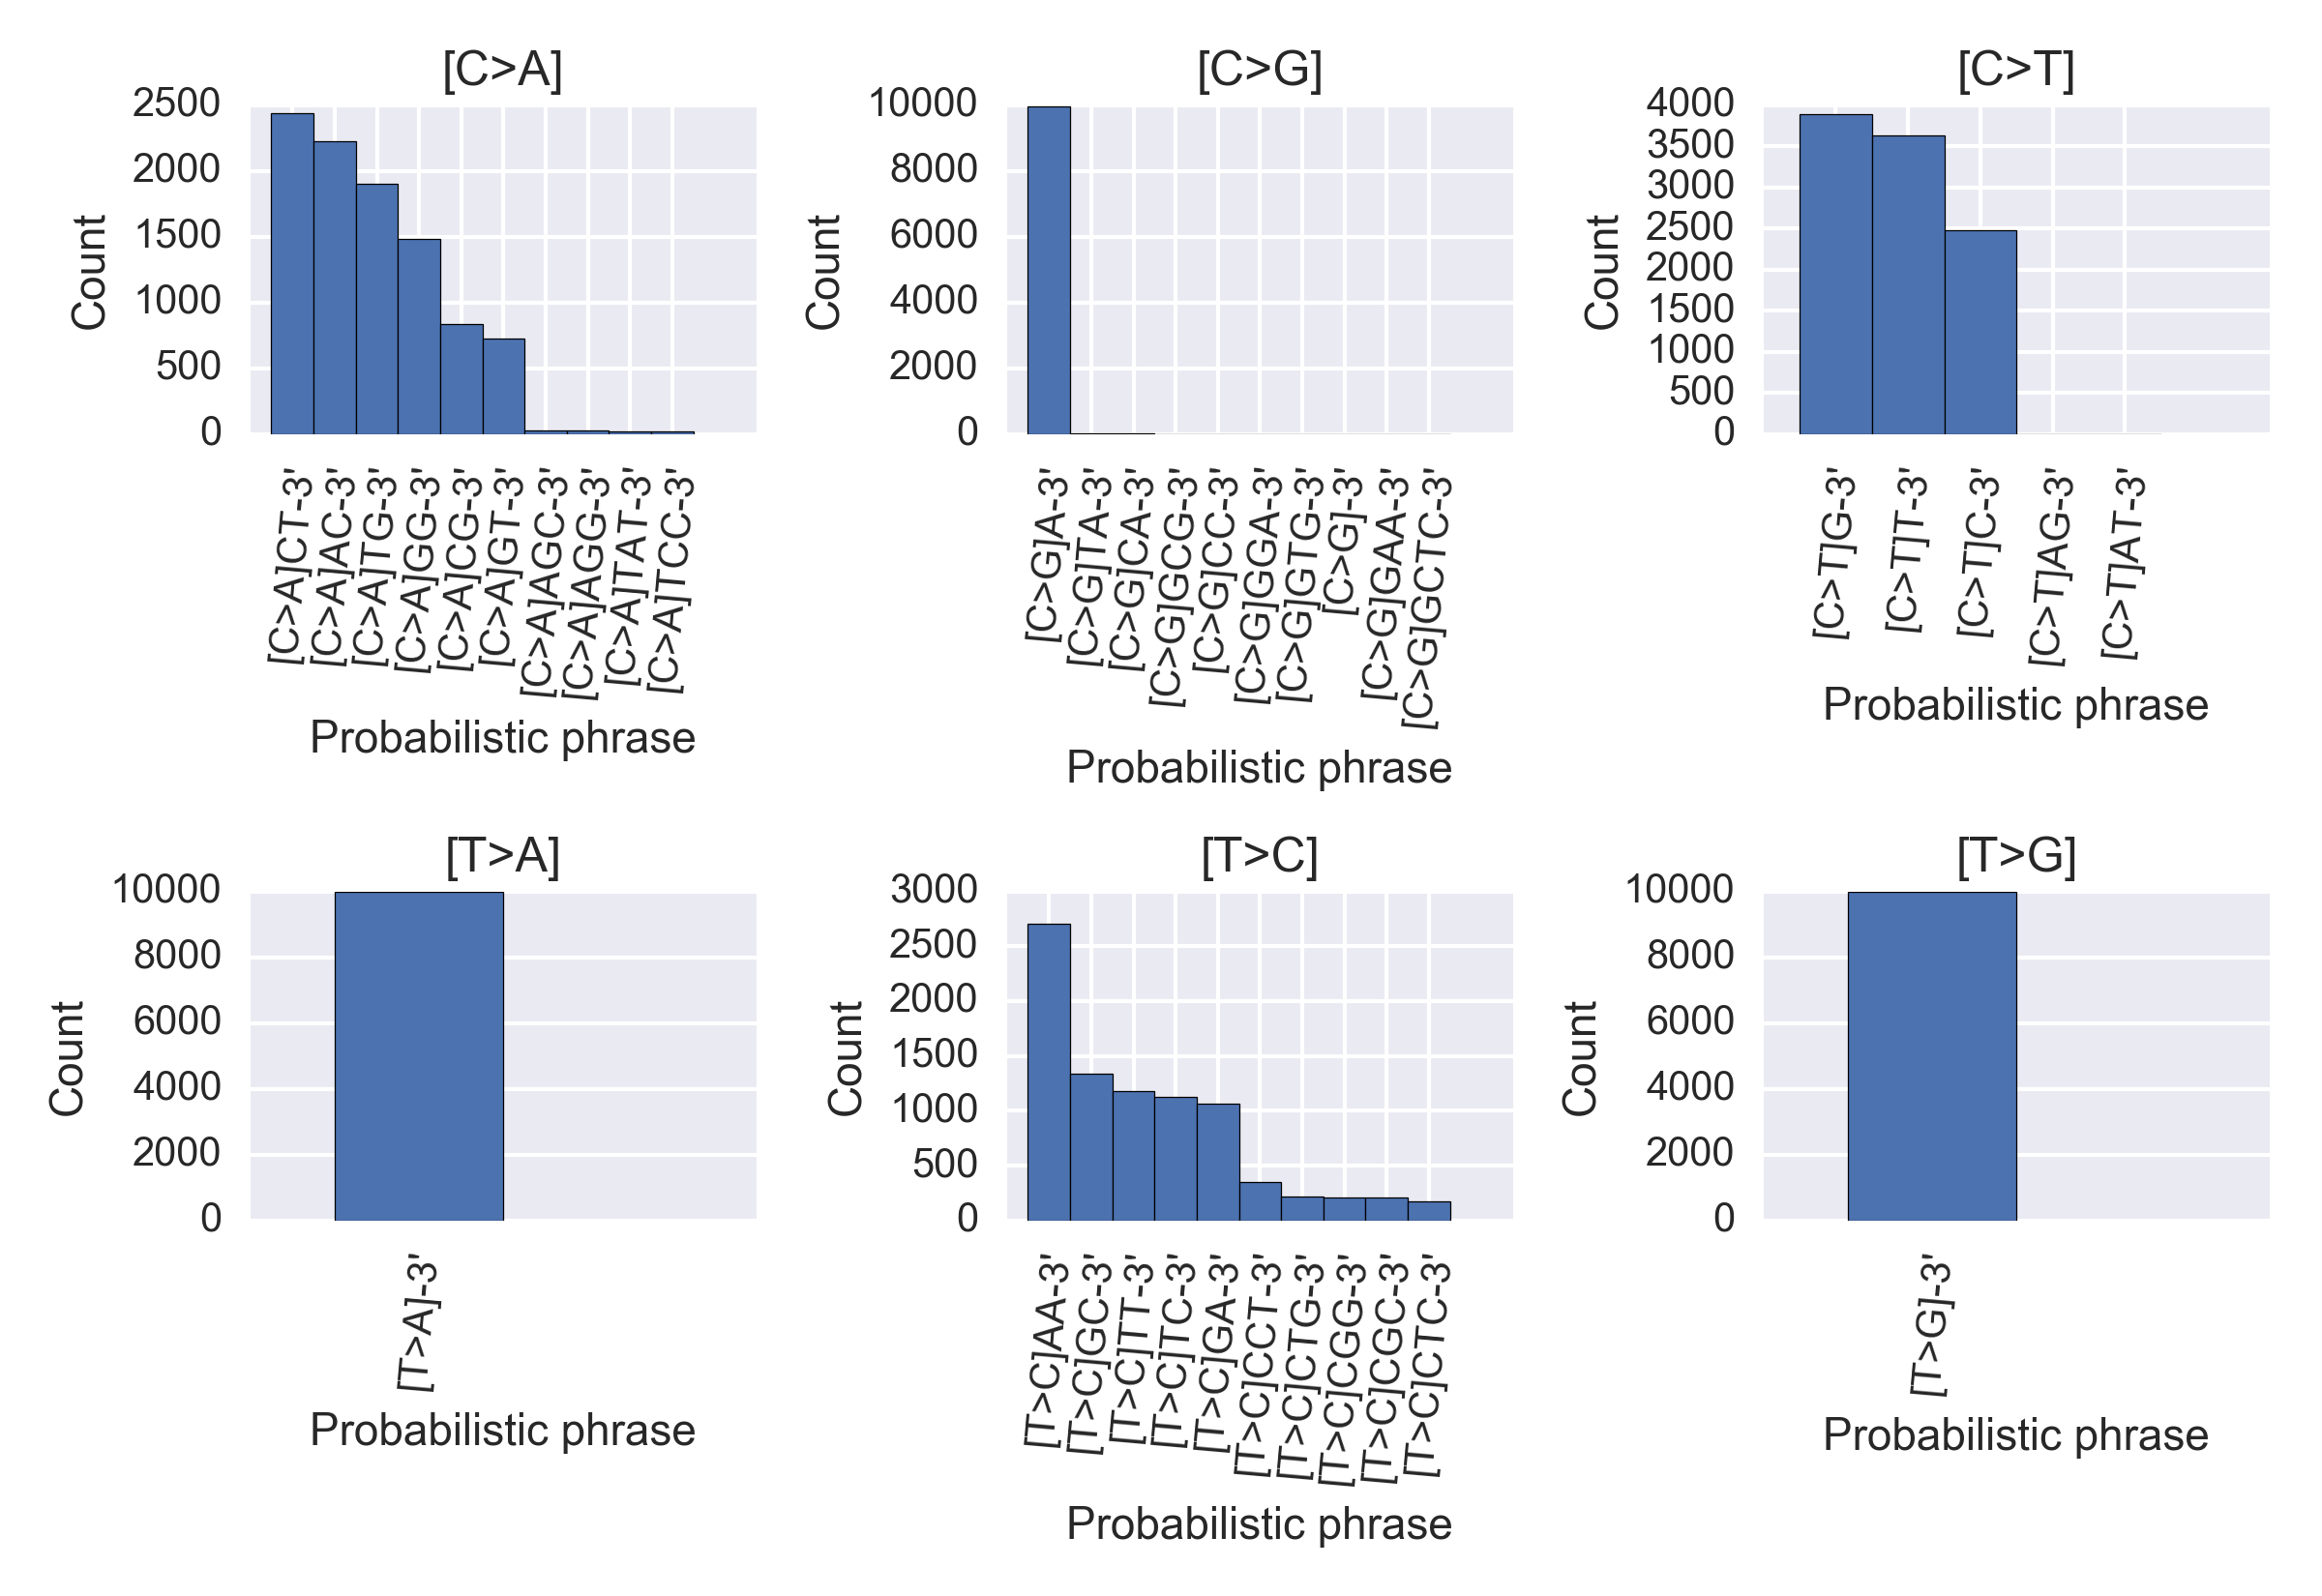 [C>A]
2500
2000
1500
1000
500
0
Count
[C>A]CT-3'
[C>A]AC-3'
[C>A]TG-3'
[C>A]GG-3'
[C>A]CG-3'
[C>A]GT-3'
[C>A]AGC-3'
[C>A]AGG-3'
[C>A]TAT-3'
[C>A]TCC-3'
Probabilistic phrase
[C>G]
10000
8000
6000
4000
2000
0
Count
[C>G]A-3'
[C>G]TA-3'
[C>G]CA-3'
[C>G]GCG-3'
[C>G]CC-3'
[C>G]GGA-3'
[C>G]GTG-3'
[C>G]-3'
[C>G]GAA-3'
[C>G]GCTC-3'
Probabilistic phrase
[C>T]
4000
3500
3000
2500
2000
1500
1000
500
0
Count
[C>T]G-3'
[C>T]T-3'
[C>T]C-3'
[C>T]AG-3'
[C>T]AT-3'
Probabilistic phrase
[T>A]
10000
8000
6000
4000
2000
0
Count
[T>A]-3'
Probabilistic phrase
[T>C]
3000
2500
2000
1500
1000
500
0
Count
[T>C]AA-3'
[T>C]GC-3'
[T>C]TT-3'
[T>C]TC-3'
[T>C]GA-3'
[T>C]CCT-3'
[T>C]CTG-3'
[T>C]CGG-3'
[T>C]CGC-3'
[T>C]CTC-3'
Probabilistic phrase
[T>G]
10000
8000
6000
4000
2000
0
Count
[T>G]-3'
Probabilistic phrase